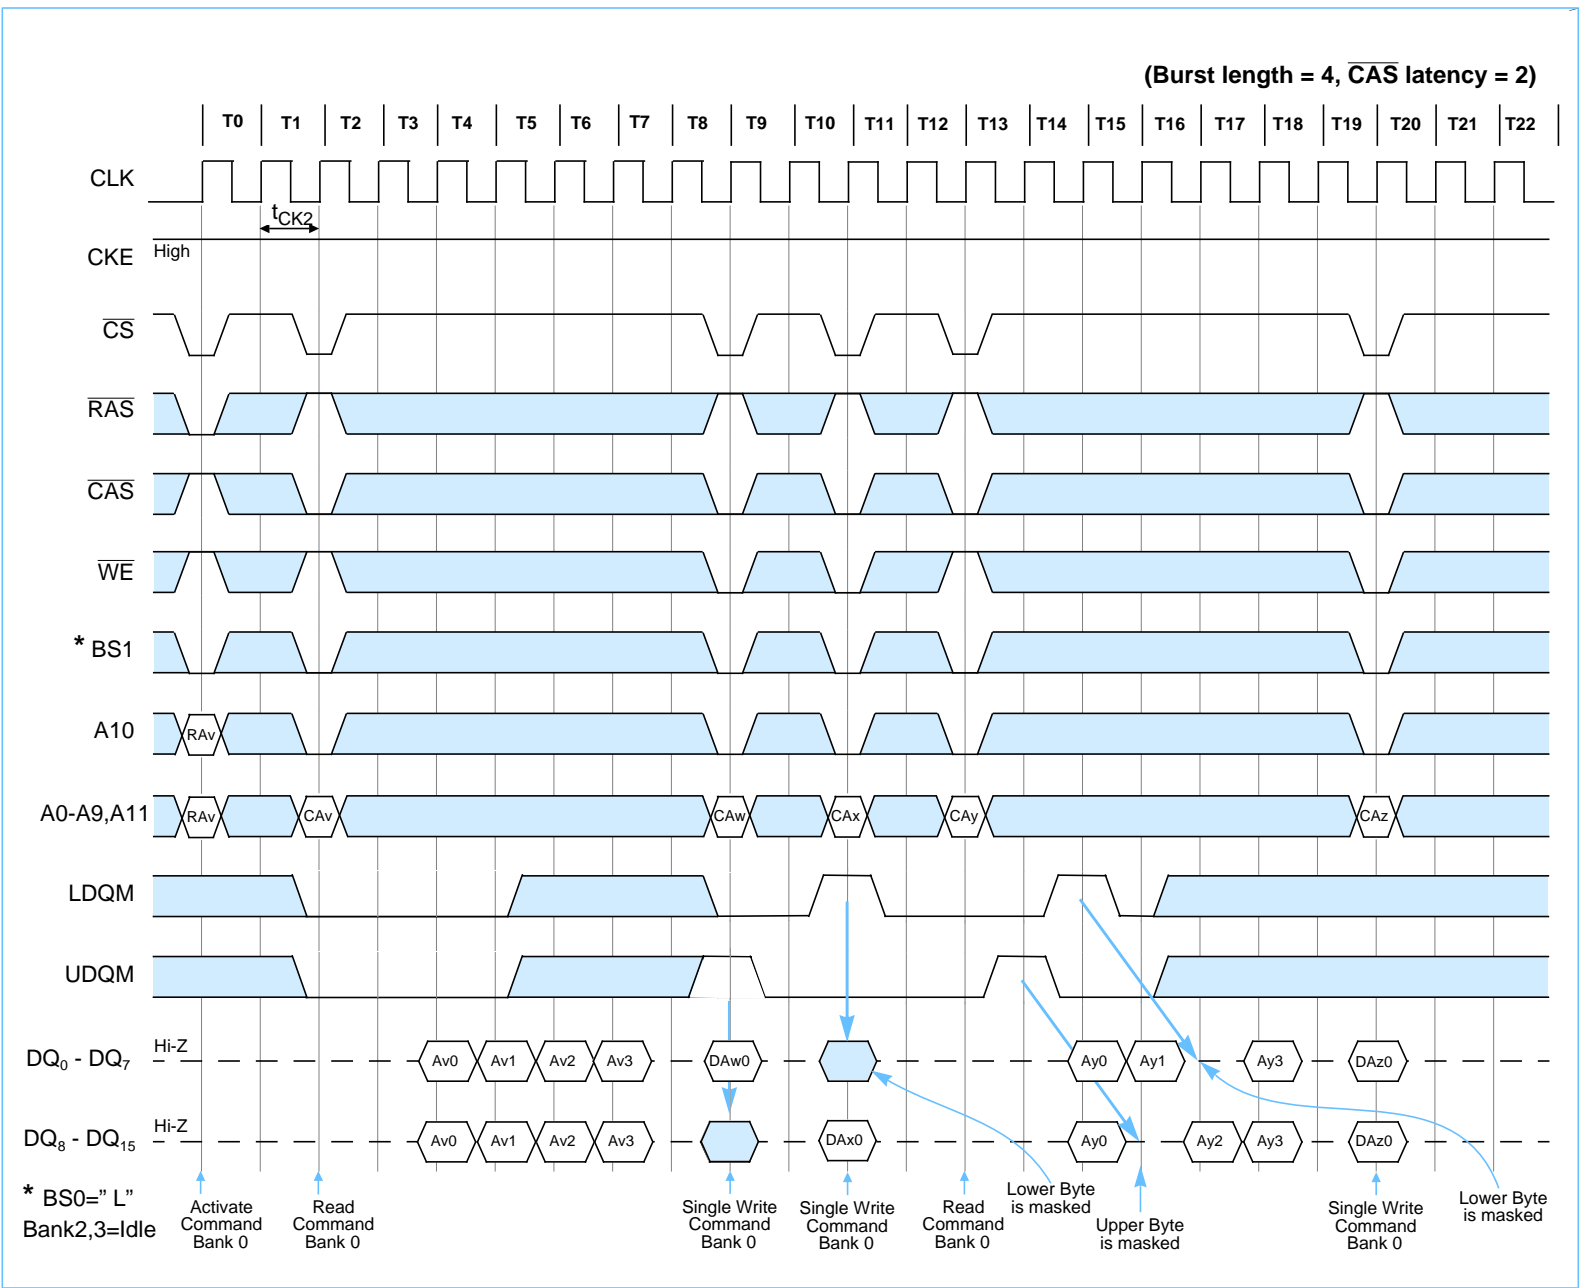 (Burst length = 4, CAS latency = 2)
T0 T1 T2 T3 T4 T5 T6 T7 T8 T9 T10 T11 T12 T13 T14 T15 T16 T17 T18 T19 T20 T21 T22
CLK
tCK2
CKE High
CS
RAS
CAS
WE
* BS1
A10 RAv
A0-A9,A11 RAv CAv CAw CAx CAy CAz
LDQM
UDQM
DQ0 - DQ7 Hi-Z Av0 Av1 Av2 Av3 DAw0 Ay0 Ay1 Ay3 DAz0
DQ8 - DQ15 Hi-Z Av0 Av1 Av2 Av3 DAx0 Ay0 Ay2 Ay3 DAz0
* BS0=” L”
Bank2,3=Idle
Activate
Command
Bank 0
Read
Command
Bank 0
Single Write
Command
Bank 0
Single Write
Command
Bank 0
Read
Command
Bank 0
Lower Byte
is masked
Upper Byte
is masked
Single Write
Command
Bank 0
Lower Byte
is masked